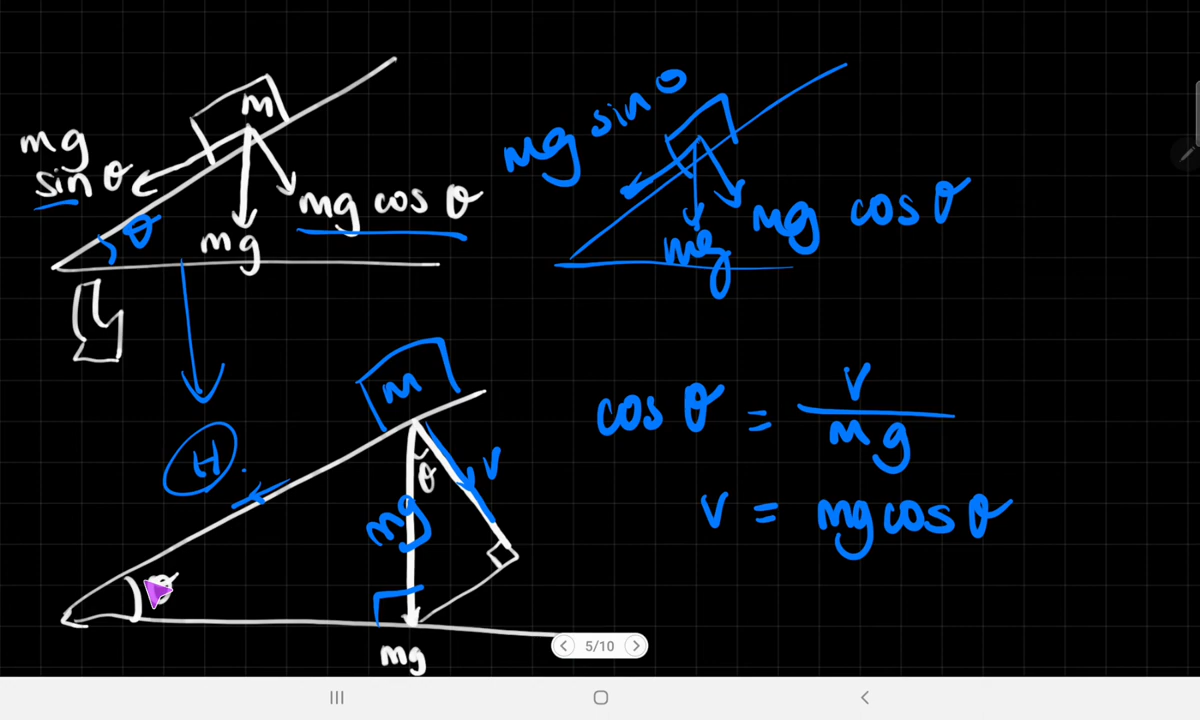 M
mg
sin θ
mg cos θ
mg
θ
mg sin θ
mg cos θ
mg
M
H
θ
V
mg
θ
mg
cos θ = V / mg
V = mg cos θ
5/10